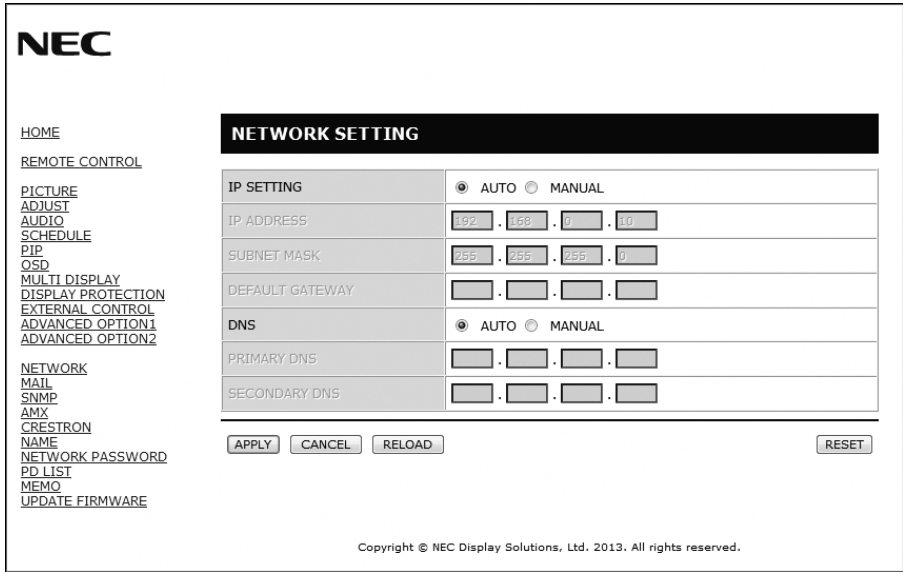 NEC
HOME
REMOTE CONTROL
PICTURE
ADJUST
AUDIO
SCHEDULE
PIP
OSD
MULTI DISPLAY
DISPLAY PROTECTION
EXTERNAL CONTROL
ADVANCED OPTION1
ADVANCED OPTION2
NETWORK
MAIL
SNMP
AMX
CRESTRON
NAME
NETWORK PASSWORD
PD LIST
MEMO
UPDATE FIRMWARE
NETWORK SETTING
IP SETTING AUTO MANUAL
IP ADDRESS 192 . 168 . 0 . 10
SUBNET MASK 255 . 255 . 255 . 0
DEFAULT GATEWAY . . .
DNS AUTO MANUAL
PRIMARY DNS . . .
SECONDARY DNS . . .
APPLY CANCEL RELOAD RESET
Copyright © NEC Display Solutions, Ltd. 2013. All rights reserved.